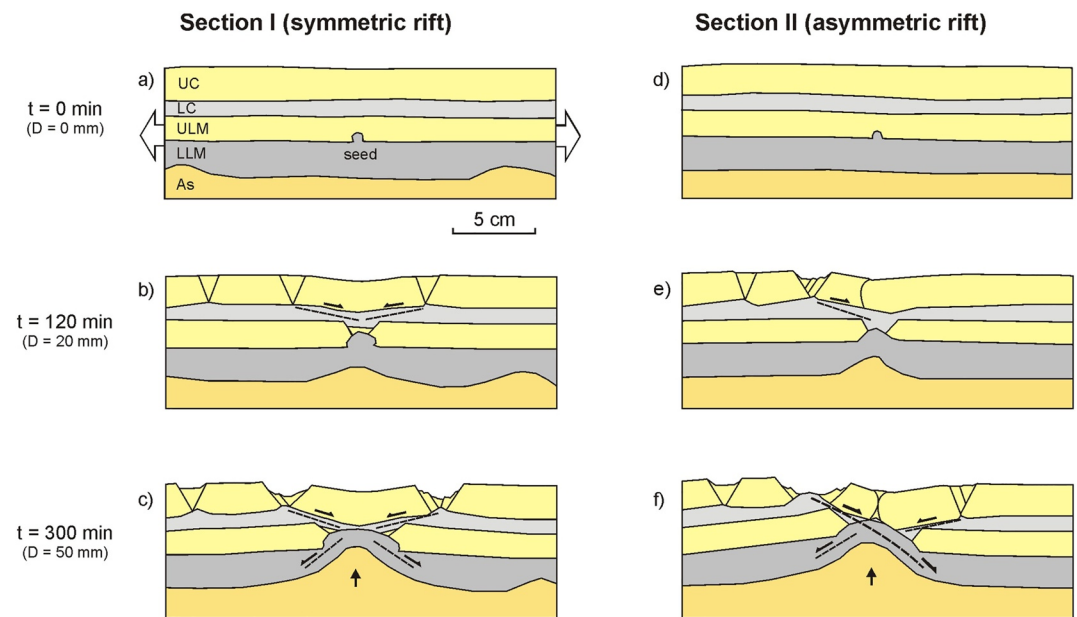 Section I (symmetric rift)
Section II (asymmetric rift)
t = 0 min
(D = 0 mm)
a)
UC
LC
ULM
LLM
seed
As
d)
5 cm
t = 120 min
(D = 20 mm)
b)
e)
t = 300 min
(D = 50 mm)
c)
f)